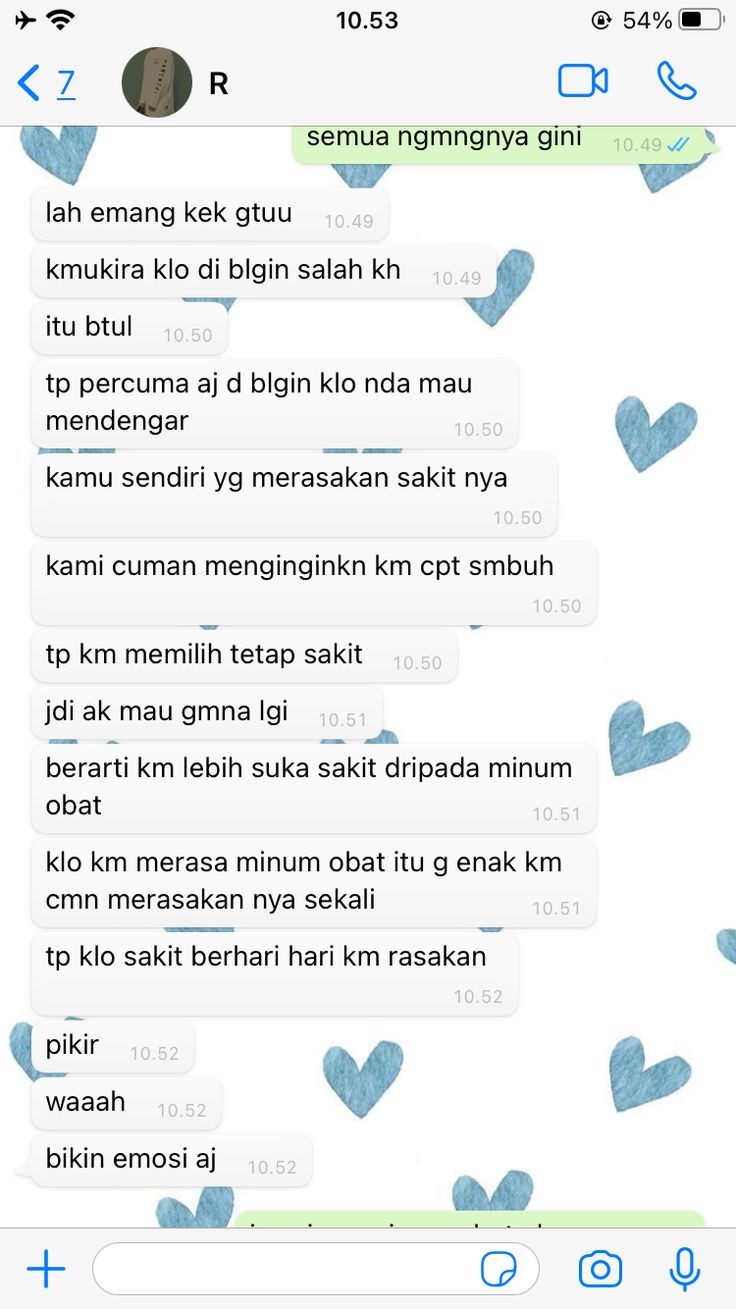 10.53
54%
7
R
semua ngmngnya gini 10.49
lah emang kek gtuu 10.49
kmukira klo di blgin salah kh 10.49
itu btul 10.50
tp percuma aj d blgin klo nda mau
mendengar 10.50
kamu sendiri yg merasakan sakit nya
10.50
kami cuman menginginkn km cpt smbuh
10.50
tp km memilih tetap sakit 10.50
jdi ak mau gmna lgi 10.51
berarti km lebih suka sakit dripada minum
obat 10.51
klo km merasa minum obat itu g enak km
cmn merasakan nya sekali 10.51
tp klo sakit berhari hari km rasakan
10.52
pikir 10.52
waaah 10.52
bikin emosi aj 10.52